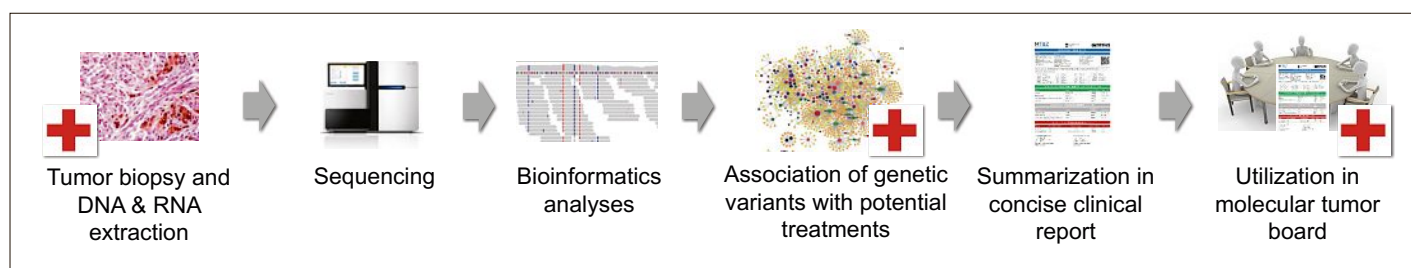 Tumor biopsy and
DNA & RNA
extraction
Sequencing
Bioinformatics
analyses
Association of genetic
variants with potential
treatments
Summarization in
concise clinical
report
Utilization in
molecular tumor
board